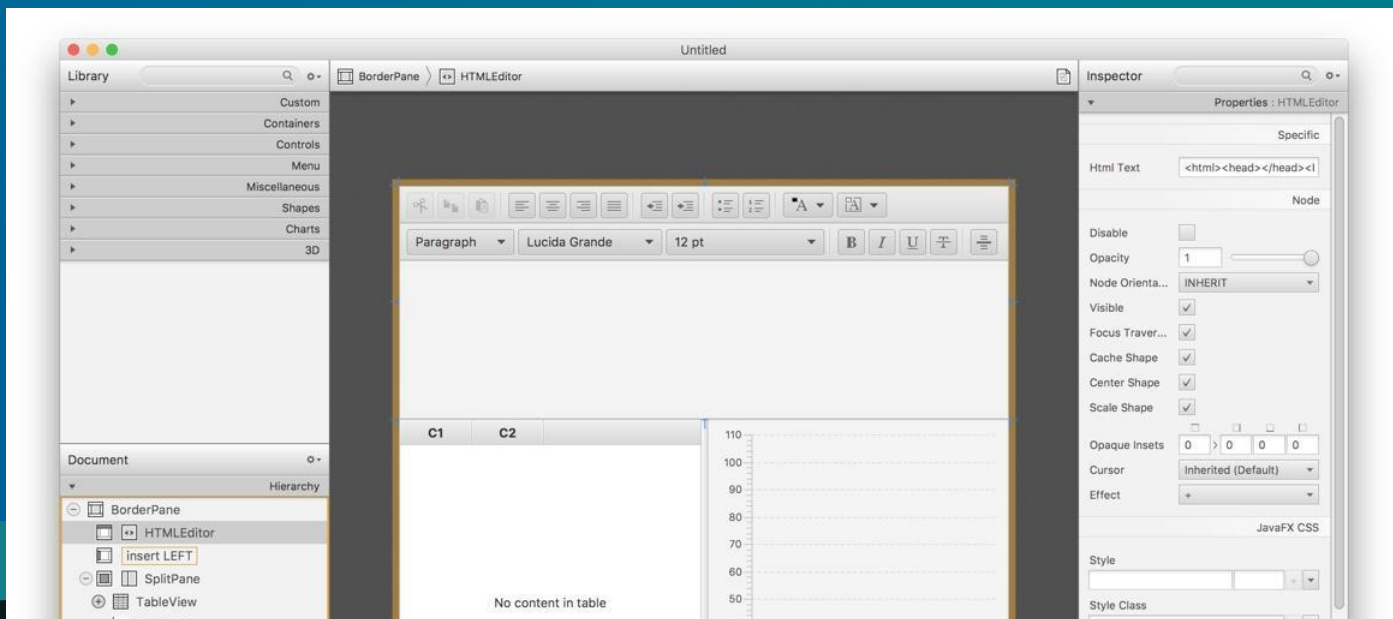 Untitled
Library
BorderPane
HTMLEditor
Inspector
Custom
Containers
Controls
Menu
Miscellaneous
Shapes
Charts
3D
Document
Hierarchy
BorderPane
HTMLEditor
insert LEFT
SplitPane
TableView
A
A
Paragraph
Lucida Grande
12 pt
B I U T
C1 C2
No content in table
110
100
90
80
70
60
50
Properties : HTMLEditor
Specific
Html Text <html><head></head><
Node
Disable
Opacity 1
Node Orienta... INHERIT
Visible
Focus Traver...
Cache Shape
Center Shape
Scale Shape
Opaque Insets 0 0 0 0
Cursor Inherited (Default)
Effect +
JavaFX CSS
Style
Style Class